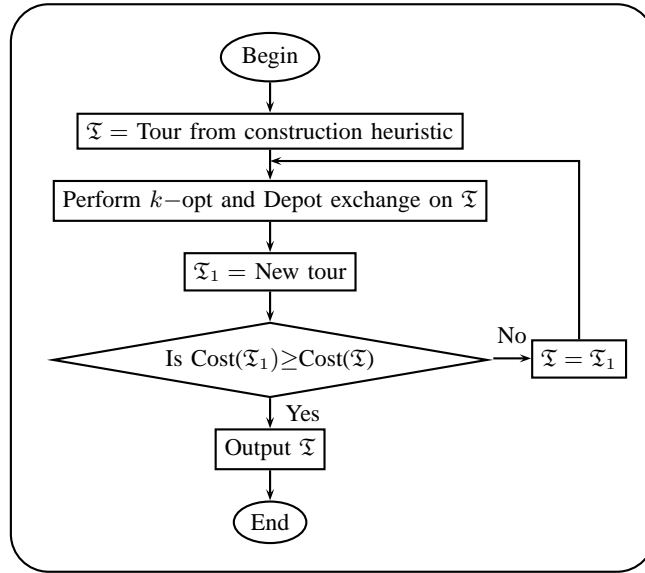 Begin
𝔗 = Tour from construction heuristic
Perform k−opt and Depot exchange on 𝔗
𝔗₁ = New tour
Is Cost(𝔗₁)≥Cost(𝔗)
No
𝔗 = 𝔗₁
Yes
Output 𝔗
End